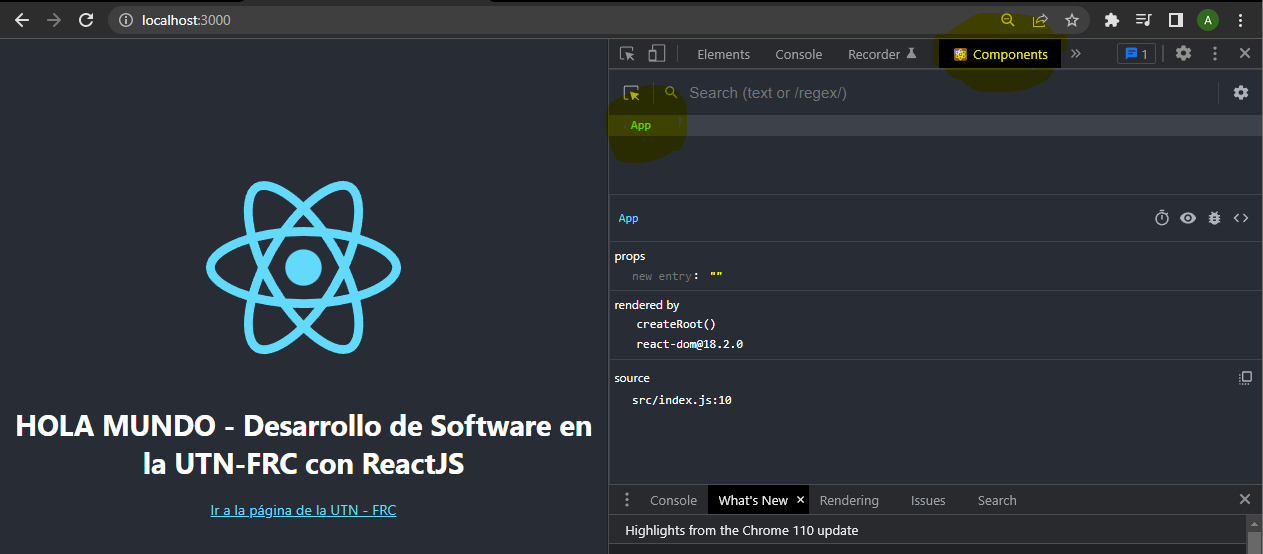 localhost:3000
A
Elements Console Recorder Components » 1
Search (text or /regex/)
App
App
props
new entry: ""
rendered by
createRoot()
react-dom@18.2.0
source
src/index.js:10
HOLA MUNDO - Desarrollo de Software en
la UTN-FRC con ReactJS
Ir a la página de la UTN - FRC
Console What's New × Rendering Issues Search
Highlights from the Chrome 110 update